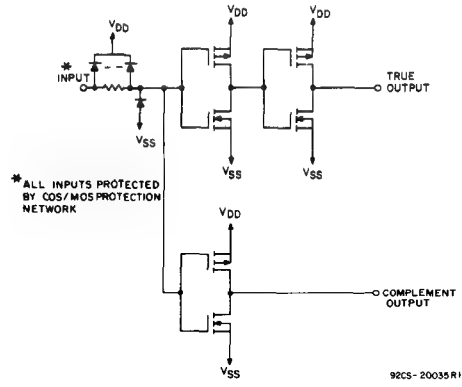 VDD
VDD
VDD
*
INPUT
TRUE
OUTPUT
VSS
VSS
VSS
* ALL INPUTS PROTECTED
BY COS/MOS PROTECTION
NETWORK
VDD
COMPLEMENT
OUTPUT
VSS
92CS-20035RI